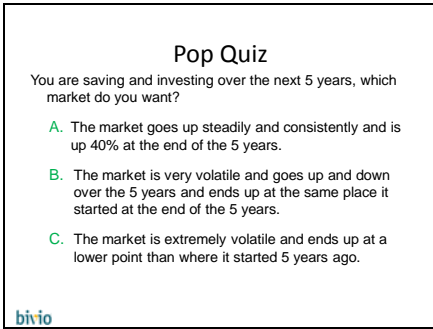 Pop Quiz
You are saving and investing over the next 5 years, which
market do you want?
A. The market goes up steadily and consistently and is
up 40% at the end of the 5 years.
B. The market is very volatile and goes up and down
over the 5 years and ends up at the same place it
started at the end of the 5 years.
C. The market is extremely volatile and ends up at a
lower point than where it started 5 years ago.
bivio